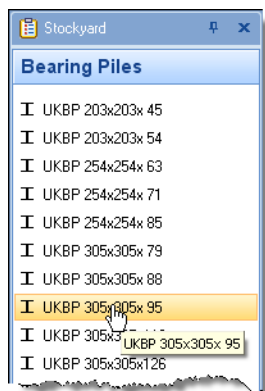 Stockyard
Bearing Piles
UKBP 203x203x 45
UKBP 203x203x 54
UKBP 254x254x 63
UKBP 254x254x 71
UKBP 254x254x 85
UKBP 305x305x 79
UKBP 305x305x 88
UKBP 305x305x 95
UKBP 305x3
UKBP 305x305x 95
UKBP 305x305x126